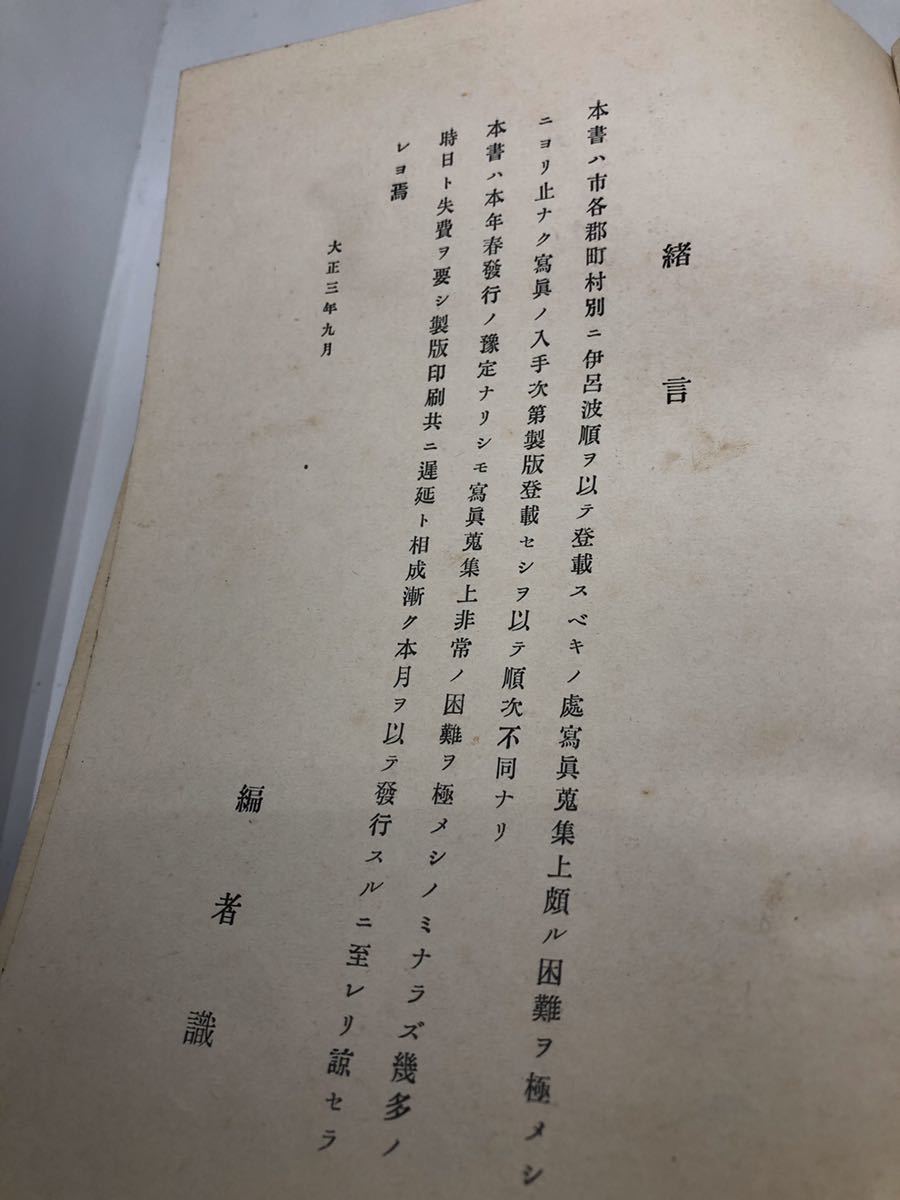 緒言
本書ハ市各郡町村別ニ伊呂波順ヲ以テ登載スベキノ處寫眞蒐集上頗ル困難ヲ極メシ
ニヨリ止ナク寫眞ノ入手次第製版登載セシヲ以テ順次不同ナリ
本書ハ本年春發行ノ豫定ナリシモ寫眞蒐集上非常ノ困難ヲ極メシノミナラズ幾多ノ
時日ト失費ヲ要シ製版印刷共ニ遲延ト相成漸ク本月ヲ以テ發行スルニ至レリ諒セラ
レヨ焉
大正三年九月
編者識